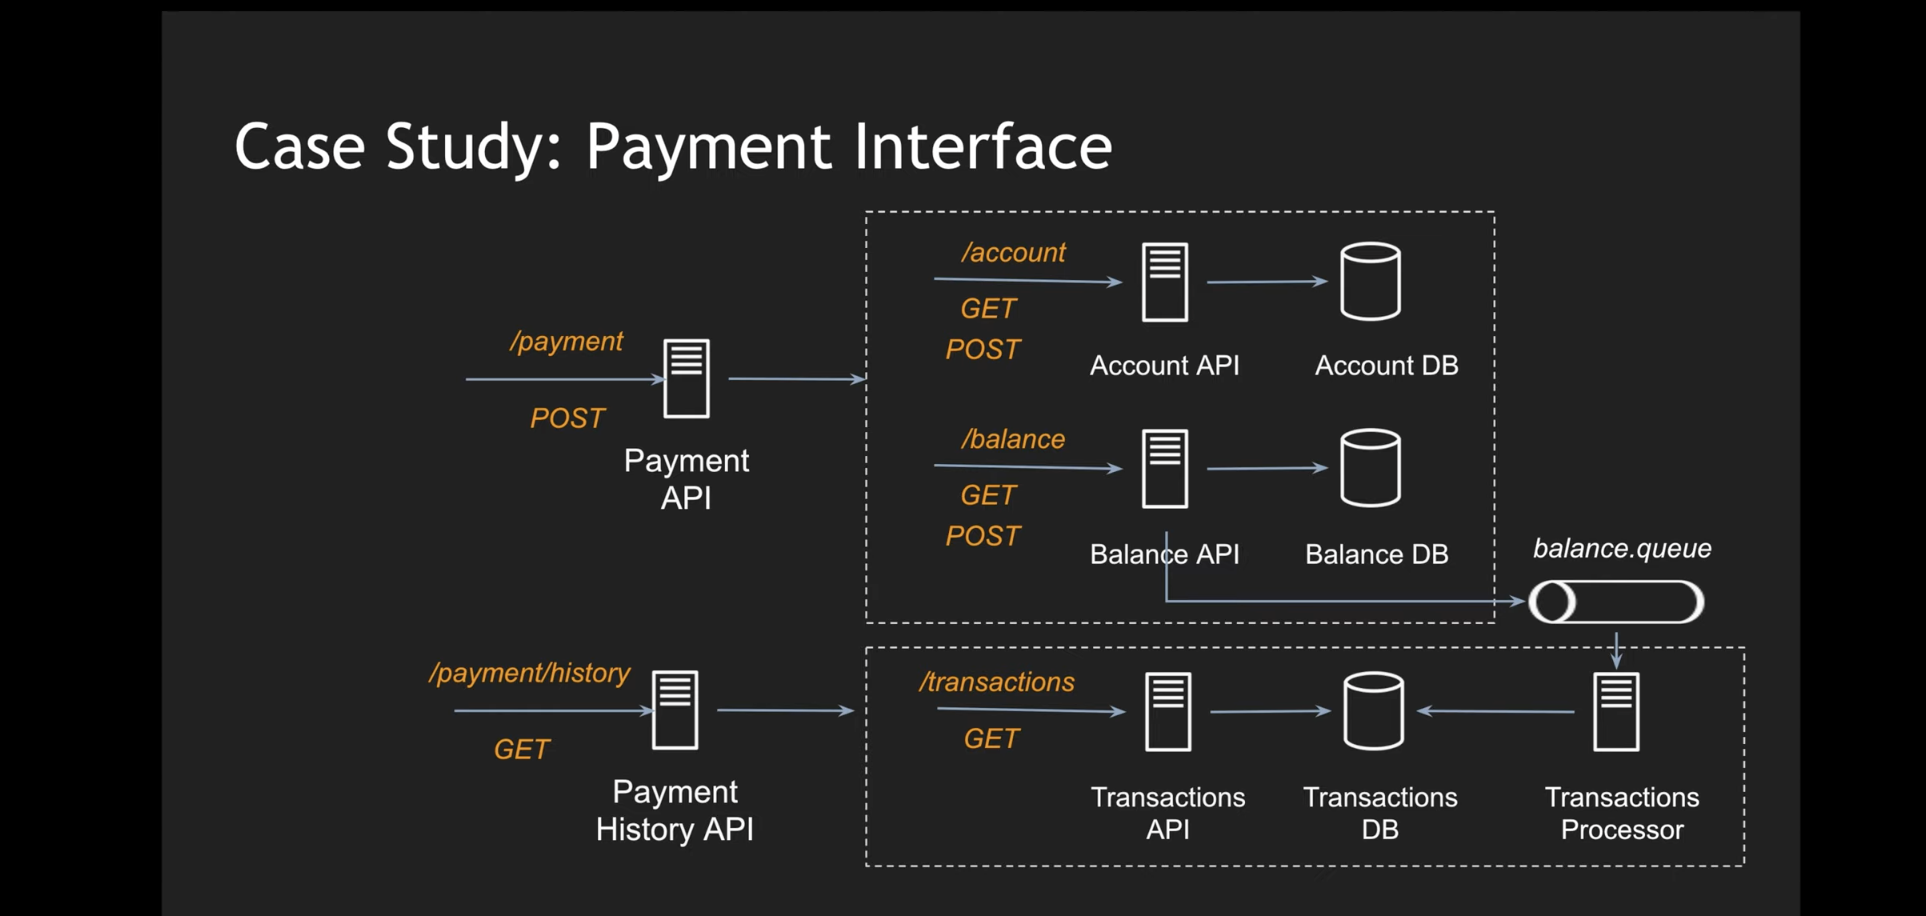 Case Study: Payment Interface
/payment
POST
Payment
API
/account
GET
POST
Account API
Account DB
/balance
GET
POST
Balance API
Balance DB
balance.queue
/payment/history
GET
Payment
History API
/transactions
GET
Transactions
API
Transactions
DB
Transactions
Processor